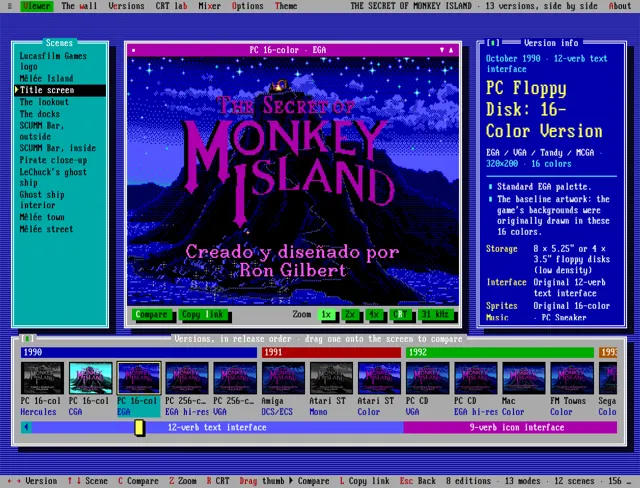 ≡ Viewer The wall Versions CRT lab Mixer Options Theme THE SECRET OF MONKEY ISLAND · 13 versions, side by side About
Scenes
Lucasfilm Games
logo
Mêlée Island
Title screen
The lookout
The docks
SCUMM Bar,
outside
SCUMM Bar, inside
Pirate close-up
LeChuck's ghost
ship
Ghost ship
interior
Mêlée town
Mêlée street
PC 16-color · EGA
THE SECRET OF
MONKEY
ISLAND
Creado y diseñado por
Ron Gilbert
Compare Copy link Zoom 1x 2x 4x CRT 31 kHz
Version info
October 1990 · 12-verb text
interface
PC Floppy
Disk: 16-
Color Version
EGA / VGA / Tandy / MCGA ·
320x200 · 16 colors
Standard EGA palette.
The baseline artwork: the
game's backgrounds were
originally drawn in these
16 colors.
Storage 8 x 5.25" or 4 x
3.5" floppy disks
(low density)
Interface Original 12-verb
text interface
Sprites Original 16-color
Music PC Speaker
Versions, in release order · drag one onto the screen to compare
1990 1991 1992 1993
PC 16-col PC 16-col PC 16-col PC 256-c… PC 256-c… Amiga Atari ST Atari ST PC CD PC CD Mac FM Towns Sega
Hercules CGA EGA EGA hi-res VGA OCS/ECS Mono Color VGA EGA hi-res Color Color Color
12-verb text interface 9-verb icon interface
Version ↑↓ Scene C Compare Z Zoom R CRT Drag thumb ▸ Compare L Copy link Esc Back 8 editions · 13 modes · 12 scenes · 156 …